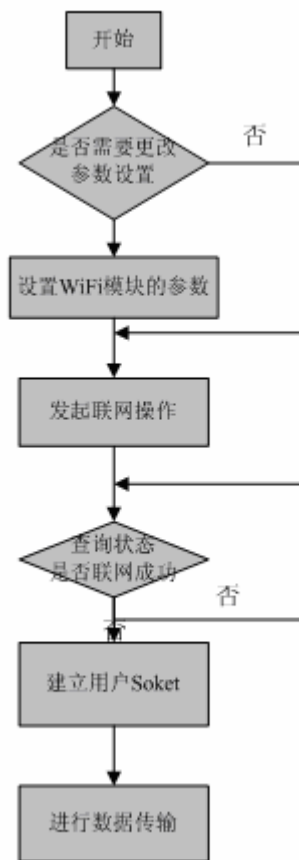 开始
否
是否需要更改
参数设置
设置WiFi模块的参数
发起联网操作
查询状态
是否联网成功
否
否
建立用户Soket
进行数据传输